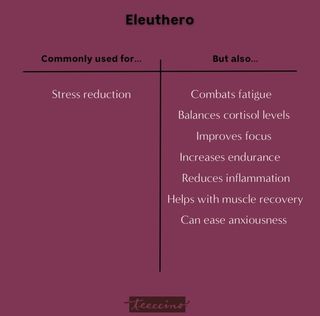 Eleuthero
Commonly used for...
But also...
Stress reduction
Combats fatigue
Balances cortisol levels
Improves focus
Increases endurance
Reduces inflammation
Helps with muscle recovery
Can ease anxiousness
teeccino